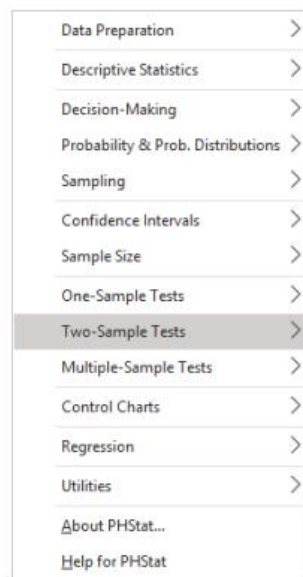 Data Preparation
Descriptive Statistics
Decision-Making
Probability & Prob. Distributions
Sampling
Confidence Intervals
Sample Size
One-Sample Tests
Two-Sample Tests
Multiple-Sample Tests
Control Charts
Regression
Utilities
About PHStat...
Help for PHStat